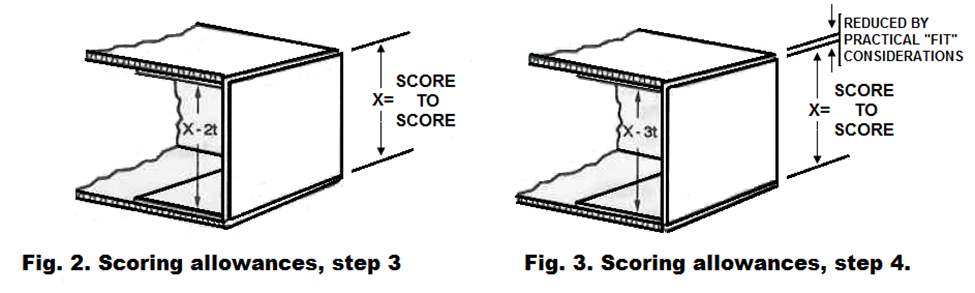 X - 2t
X=
SCORE
TO
SCORE
Fig. 2. Scoring allowances, step 3
REDUCED BY
PRACTICAL "FIT"
CONSIDERATIONS
X - 3t
X=
SCORE
TO
SCORE
Fig. 3. Scoring allowances, step 4.